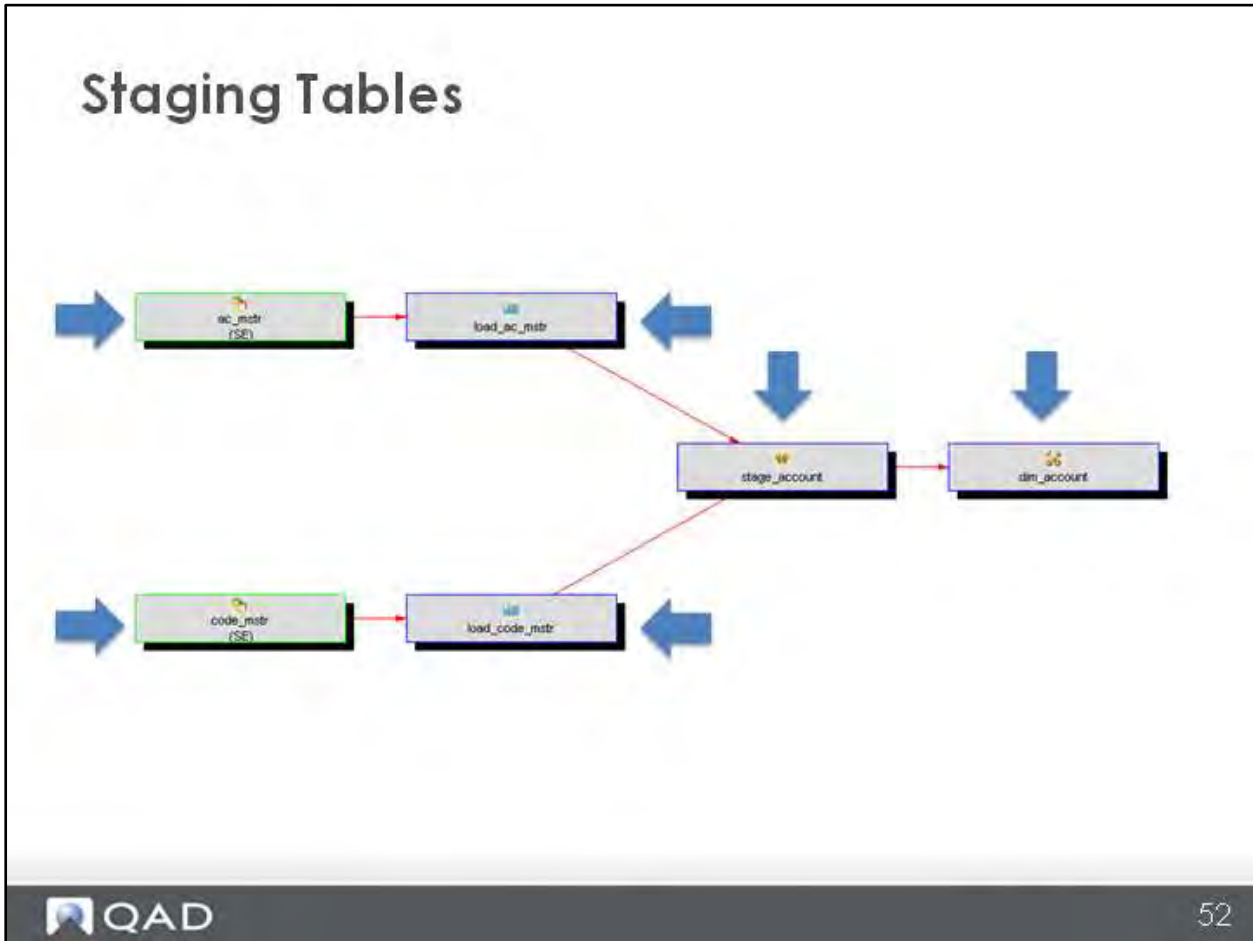 Staging Tables
ac_mstr
(SE)
load_ac_mstr
stage_account
dim_account
code_mstr
(SE)
load_code_mstr
QAD
52